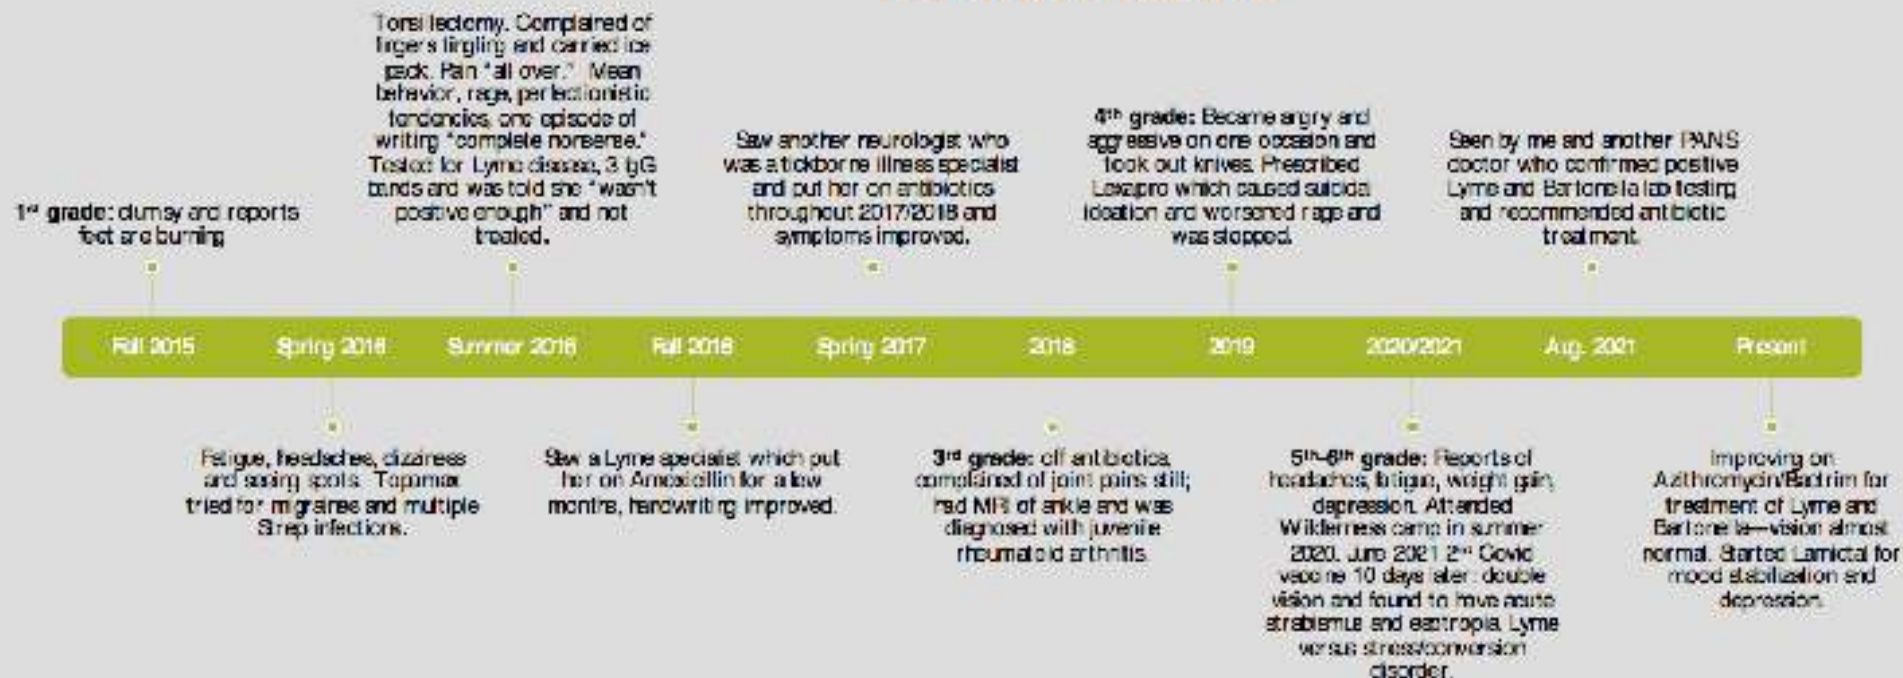 Tonsillectomy. Complained of
fingers tingling and carried ice
pack. Pain "all over." Mean
behavior, rage, perfectionistic
tendencies, one episode of
writing "complete nonsense."
Tested for Lyme disease, 3 IgG
bands and was told she "wasn't
positive enough" and not
treated.
Saw another neurologist who
was a tickborne illness specialist
and put her on antibiotics
throughout 2017/2018 and
symptoms improved.
4th grade: Became angry and
aggressive on one occasion and
took out knives. Prescribed
Lexapro which caused suicidal
ideation and worsened rage and
was stopped.
Seen by me and another PANS
doctor who confirmed positive
Lyme and Bartonella lab testing
and recommended antibiotic
treatment.
1st grade: clumsy and reports
feet are burning
Fall 2015 Spring 2016 Summer 2016 Fall 2016 Spring 2017 2018 2019 2020/2021 Aug. 2021 Present
Fatigue, headaches, dizziness
and seeing spots. Topamax
tried for migraines and multiple
Strep infections.
Saw a Lyme specialist which put
her on Amoxicillin for a few
months, handwriting improved.
3rd grade: off antibiotics,
complained of joint pains still;
had MRI of ankle and was
diagnosed with juvenile
rheumatoid arthritis.
5th-6th grade: Reports of
headaches, fatigue, weight gain,
depression. Attended
Wilderness camp in summer
2020. June 2021 2nd Covid
vaccine 10 days later: double
vision and found to have acute
strabismus and esotropia. Lyme
versus stress/conversion
disorder.
Improving on
Azithromycin/Bactrim for
treatment of Lyme and
Bartonella—vision almost
normal. Started Lamictal for
mood stabilization and
depression.